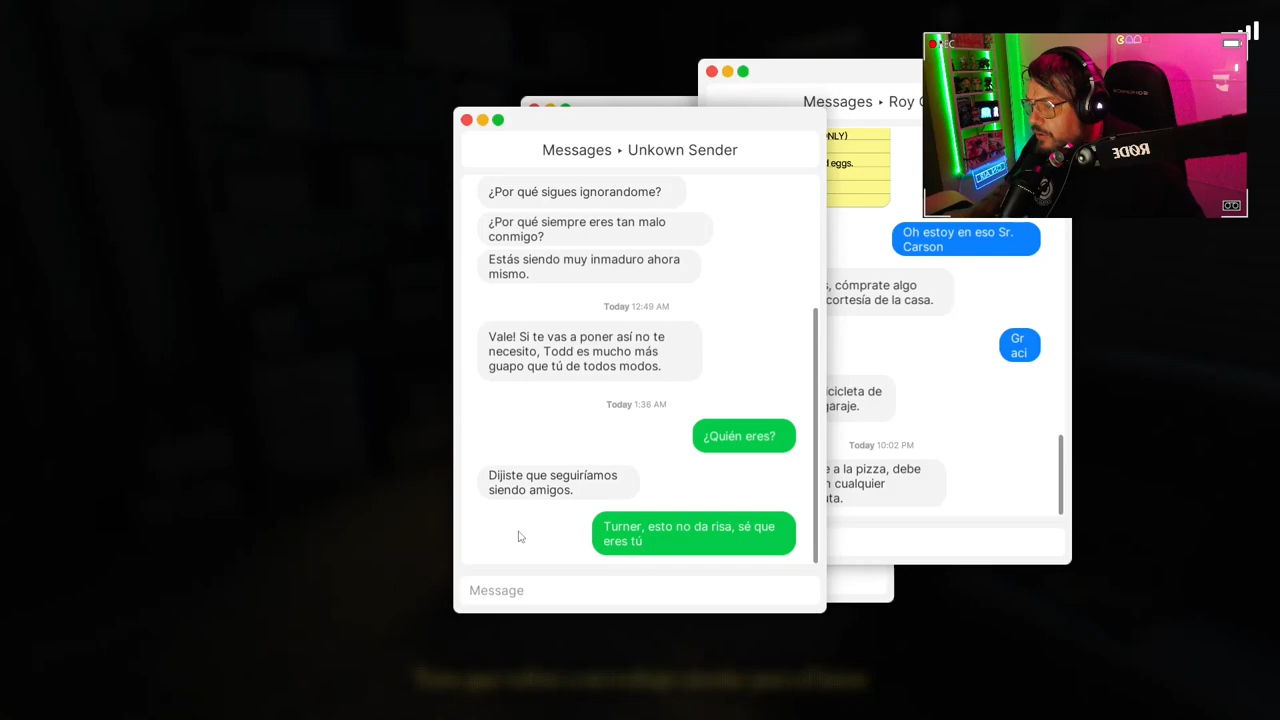 Messages ▸ Unkown Sender
¿Por qué sigues ignorandome?
¿Por qué siempre eres tan malo
conmigo?
Estás siendo muy inmaduro ahora
mismo.
Today 12:49 AM
Vale! Si te vas a poner así no te
necesito, Todd es mucho más
guapo que tú de todos modos.
Today 1:36 AM
¿Quién eres?
Dijiste que seguiríamos
siendo amigos.
Turner, esto no da risa, sé que
eres tú
Message
Messages ▸ Roy
NLY)
eggs.
Oh estoy en eso Sr.
Carson
cómprate algo
cortesía de la casa.
Gr
aci
icicleta de
garaje.
Today 10:02 PM
e a la pizza, debe
n cualquier
ta.
REC
RØDE